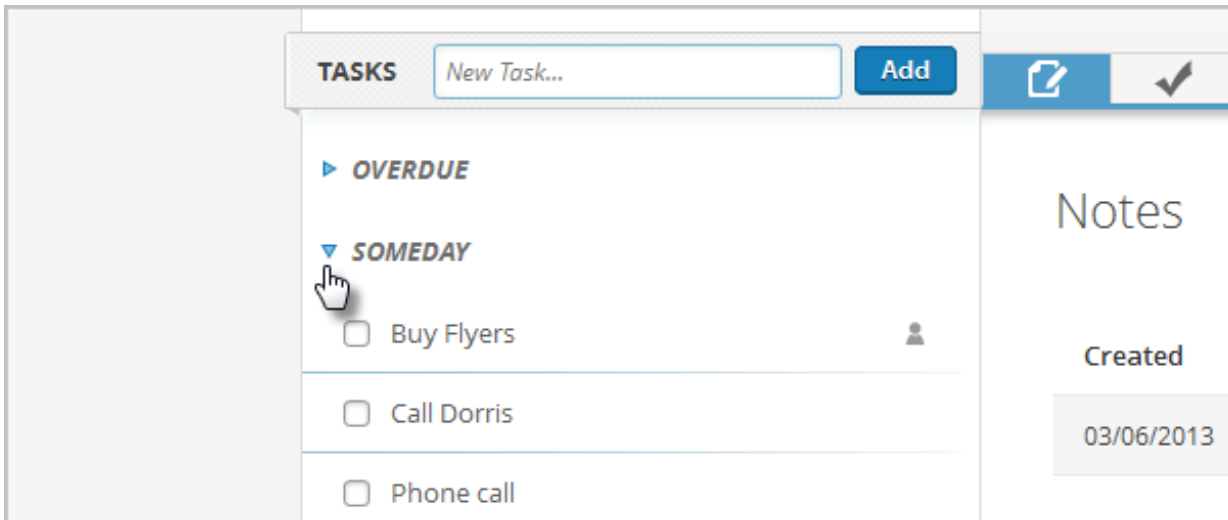 TASKS New Task... Add
OVERDUE
SOMEDAY
Buy Flyers
Call Dorris
Phone call
Notes
Created
03/06/2013